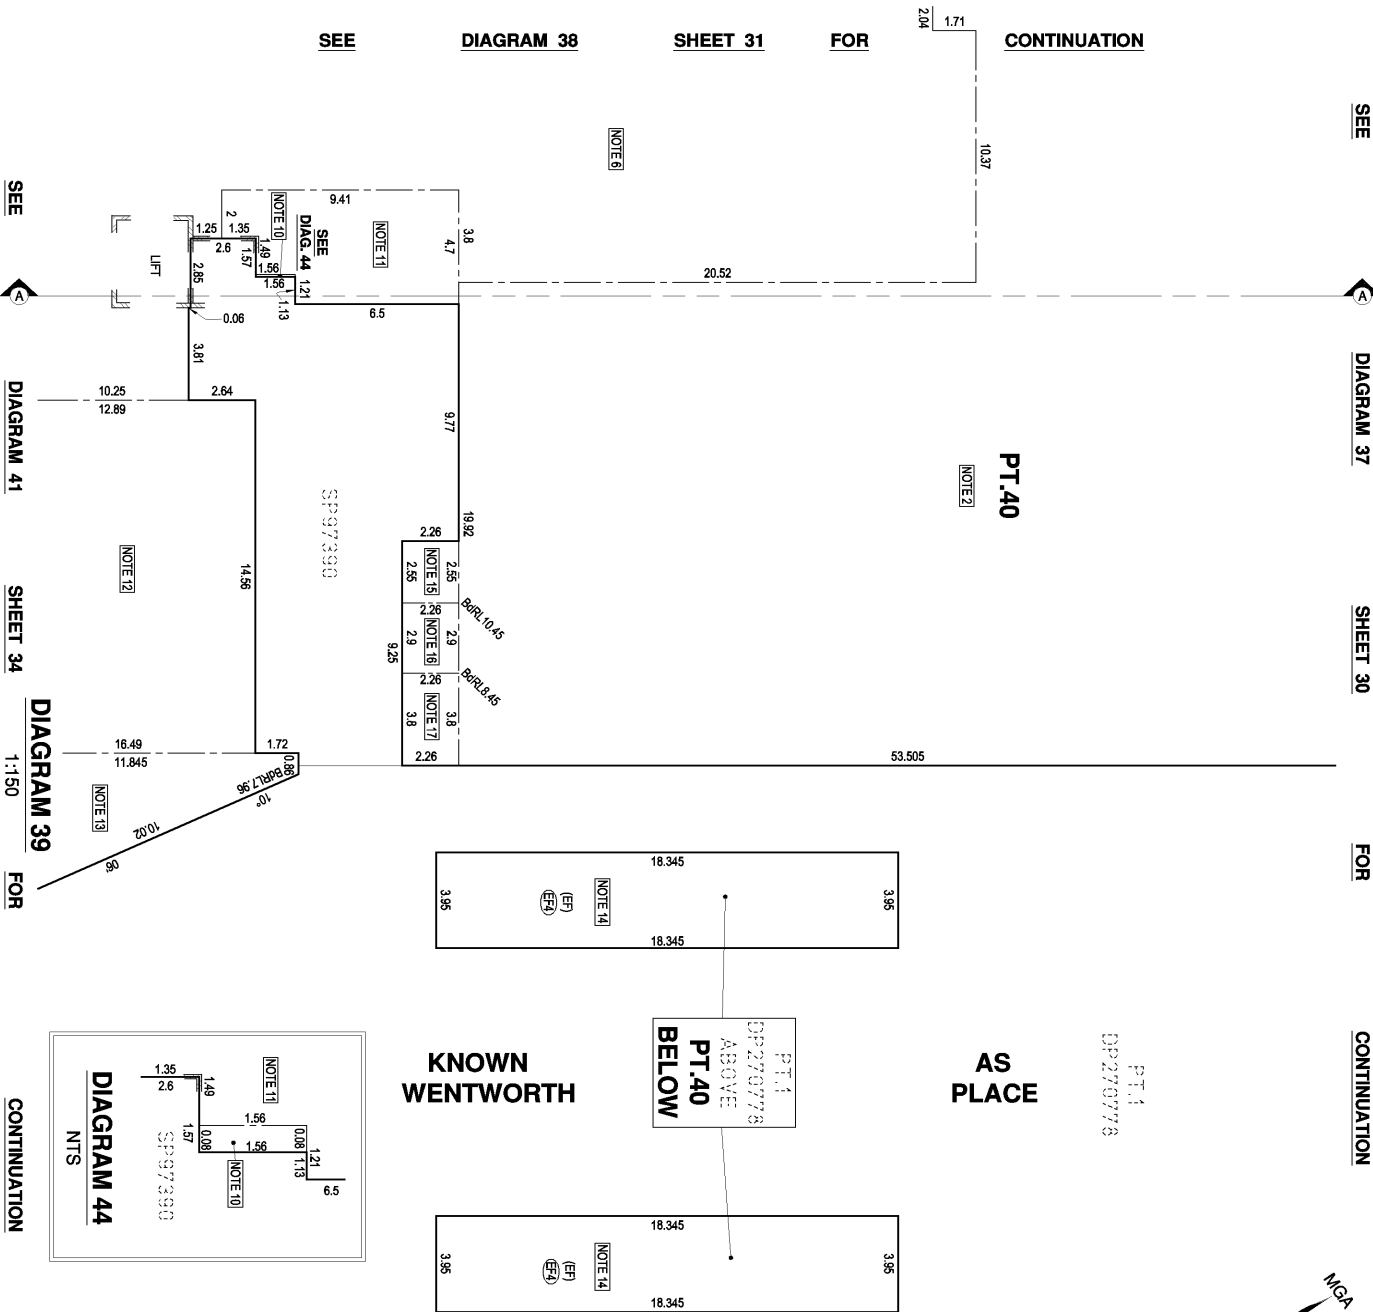 SEE DIAGRAM 38 SHEET 31 FOR CONTINUATION
2.04
1.71
10.37
20.52
NOTE 6
SEE DIAGRAM 37 SHEET 30 FOR CONTINUATION
A
A
9.41
3.8
4.7
2
NOTE 10
NOTE 11
SEE
DIAG. 44
1.25
1.35
2.6
1.49
1.57
1.56
1.56
1.21
1.13
6.5
LIFT
2.85
0.06
3.81
2.64
10.25
12.89
9.77
19.92
PT.40
NOTE 2
SP97390
14.56
NOTE 12
2.26
2.55
NOTE 15
2.55
BdRL10.45
2.26
2.9
NOTE 16
2.9
9.25
BdRL8.45
2.26
3.8
NOTE 17
3.8
2.26
53.505
16.49
11.845
1.72
0.86
BdRL7.96
10°
10.02
06'
NOTE 13
DIAGRAM 39
1:150
SEE DIAGRAM 41 SHEET 34 FOR CONTINUATION
18.345
3.95
3.95
NOTE 14
(EF)
EF4
18.345
PT.1
DP270778
ABOVE
PT.40
BELOW
KNOWN AS
WENTWORTH PLACE
PT.1
DP270778
18.345
3.95
3.95
NOTE 14
(EF)
EF4
18.345
1.35
2.6
1.49
1.57
NOTE 11
1.56
0.08
0.08
1.56
1.21
1.13
6.5
NOTE 10
SP97390
DIAGRAM 44
NTS
MGA